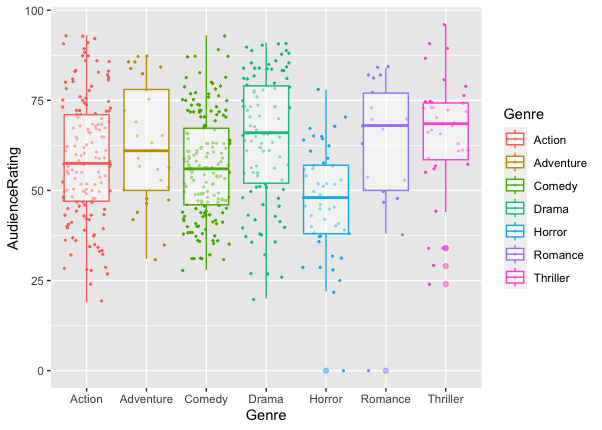 AudienceRating
100
75
50
25
0
Action Adventure Comedy Drama Horror Romance Thriller
Genre
Genre
Action
Adventure
Comedy
Drama
Horror
Romance
Thriller